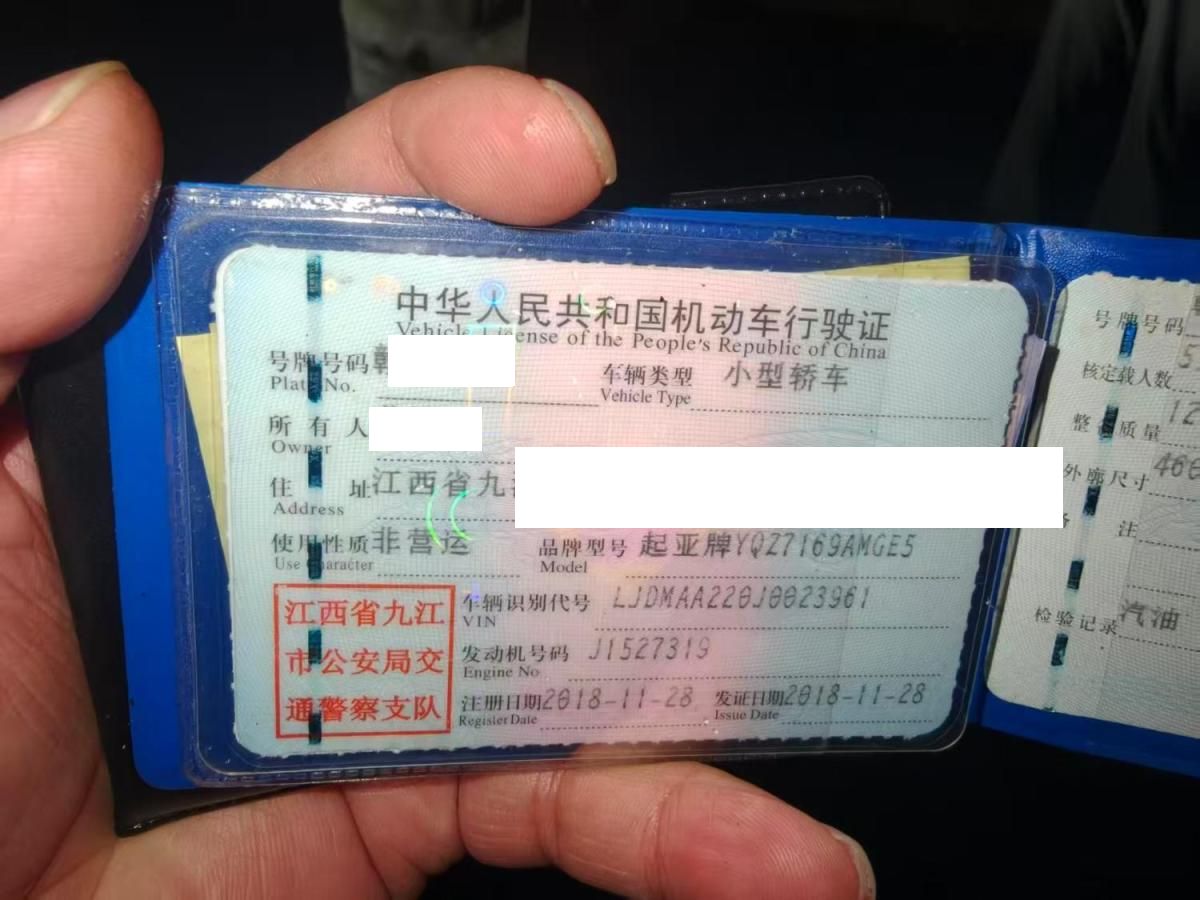 中华人民共和国机动车行驶证
Vehicle License of the People's Republic of China
号牌号码
Plate No.
车辆类型 小型轿车
Vehicle Type
所有人
Owner
住址 江西省九
Address
使用性质 非营运
Use Character
品牌型号 起亚牌YQZ7169AMGE5
Model
江西省九江
市公安局交
通警察支队
车辆识别代号 LJDMAA220J0023961
VIN
发动机号码 J1527319
Engine No
注册日期 2018-11-28
Register Date
发证日期 2018-11-28
Issue Date
号牌号码
核定载人数 5
整备质量 12
外廓尺寸 466
注
检验记录 汽油